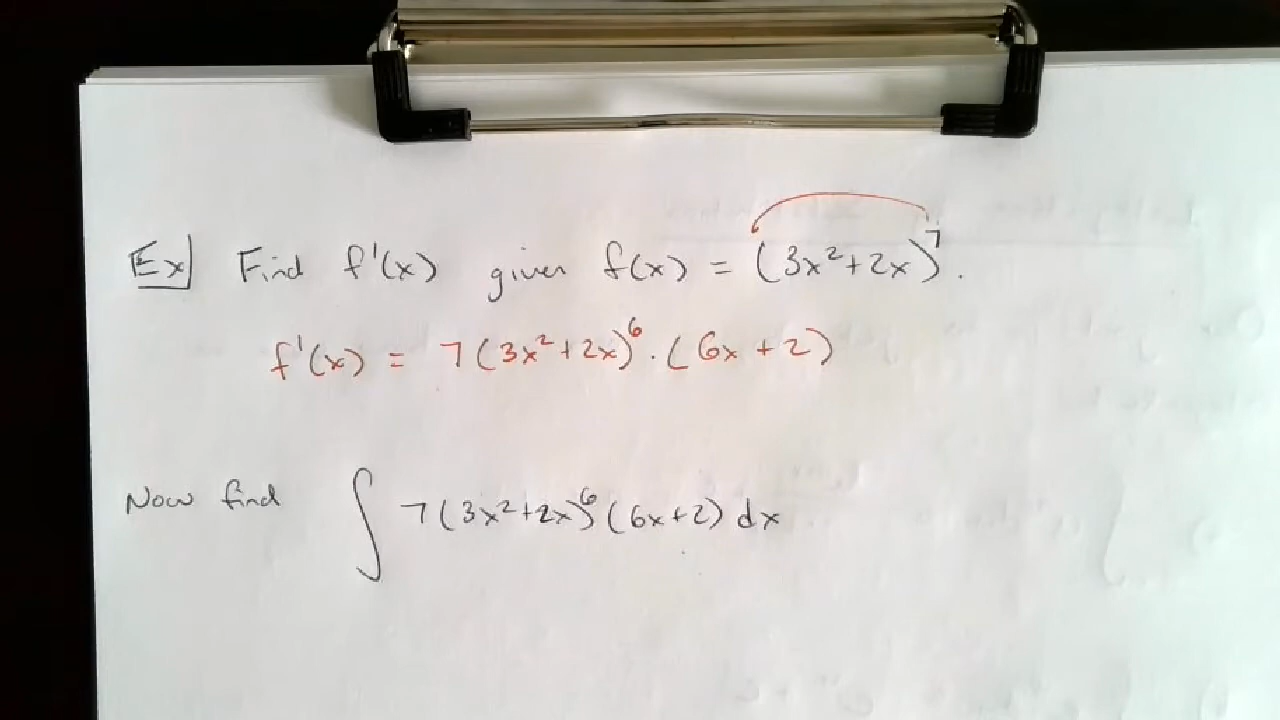 Ex] Find f'(x) given f(x) = (3x²+2x)⁷.
f'(x) = 7(3x²+2x)⁶·(6x+2)
Now find ∫ 7(3x²+2x)⁶(6x+2) dx